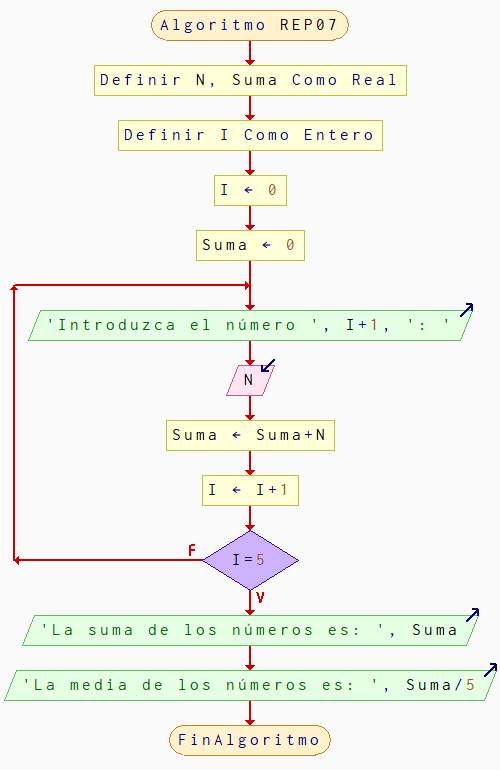 Algoritmo REP07
Definir N, Suma Como Real
Definir I Como Entero
I ← 0
Suma ← 0
'Introduzca el número ', I+1, ': '
N
Suma ← Suma+N
I ← I+1
F
I=5
V
'La suma de los números es: ', Suma
'La media de los números es: ', Suma/5
FinAlgoritmo